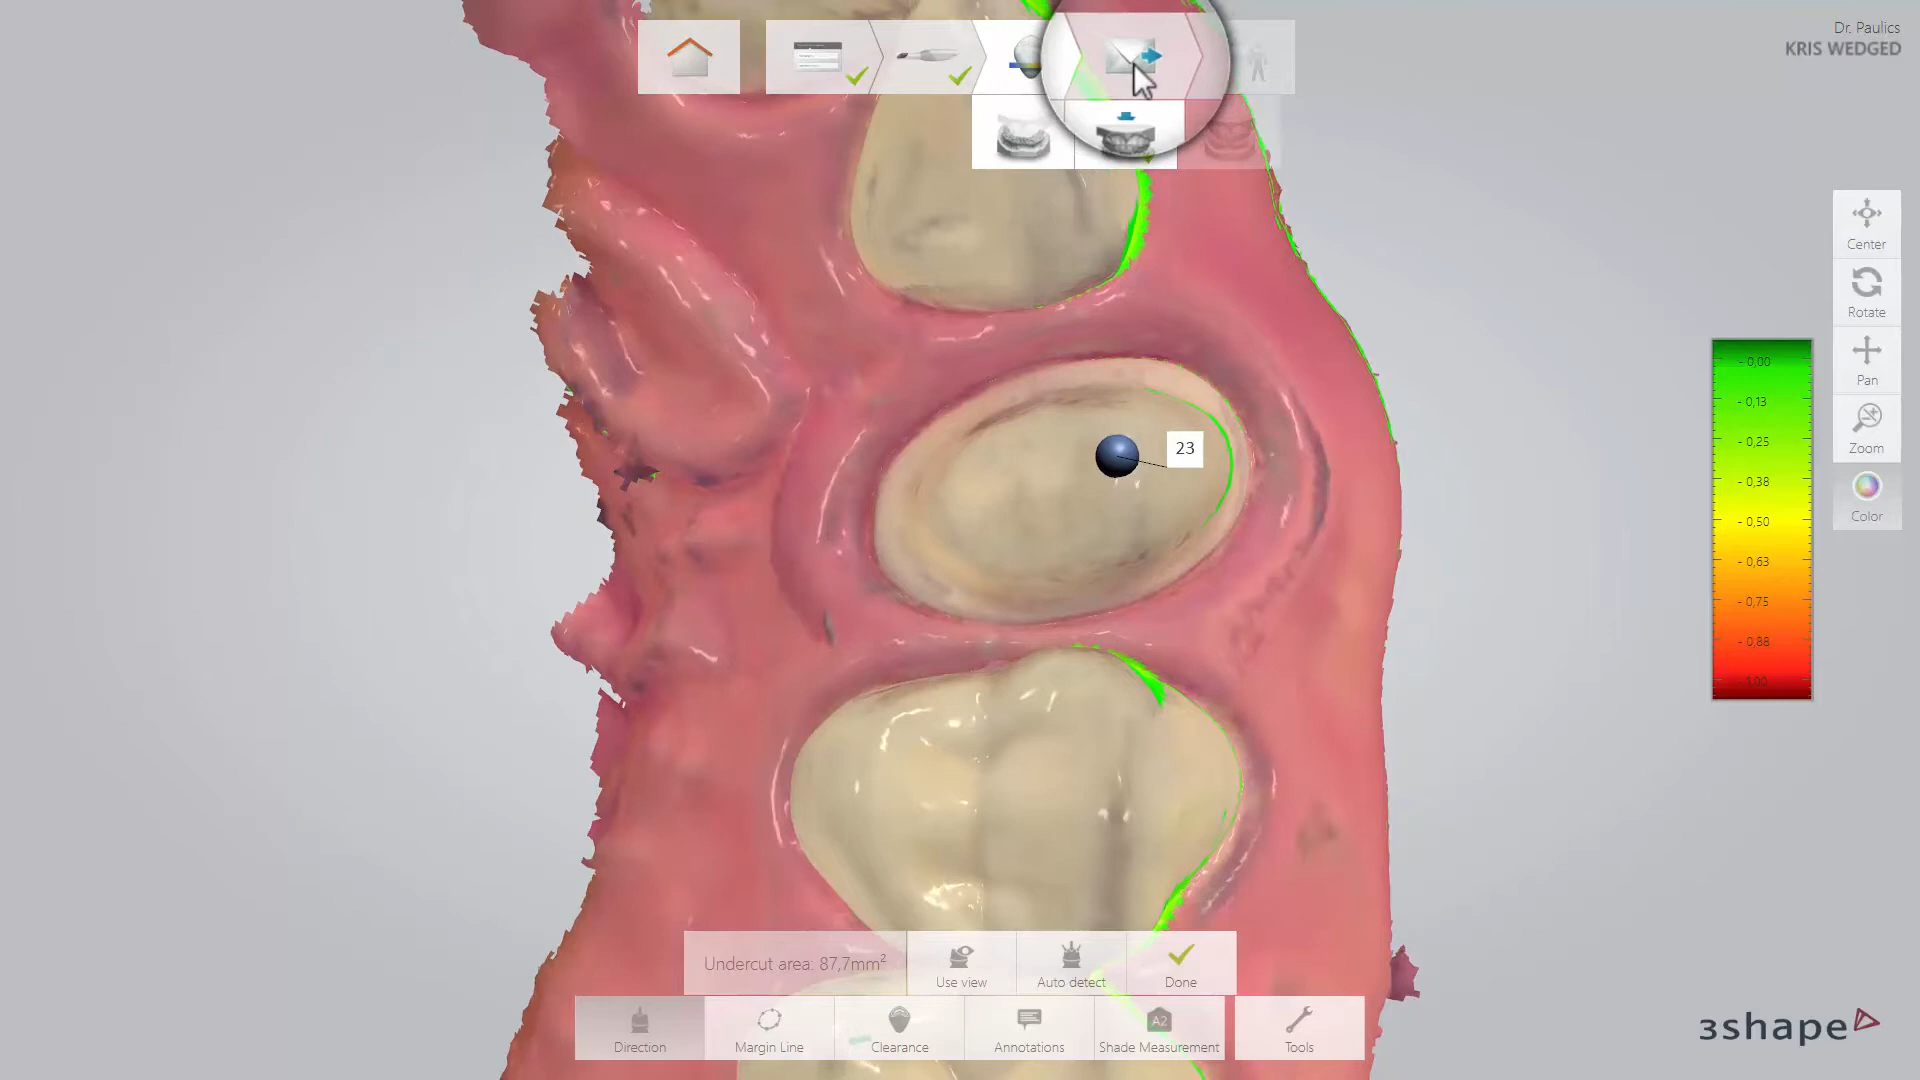 Dr. Paulics
KRIS WEDGED
Center
Rotate
Pan
Zoom
Color
- 0,00
- 0,13
- 0,25
- 0,38
- 0,50
- 0,63
- 0,75
- 0,88
- 1,00
23
Undercut area: 87,7mm²
Use view
Auto detect
Done
Direction
Margin Line
Clearance
Annotations
A2
Shade Measurement
Tools
3shape